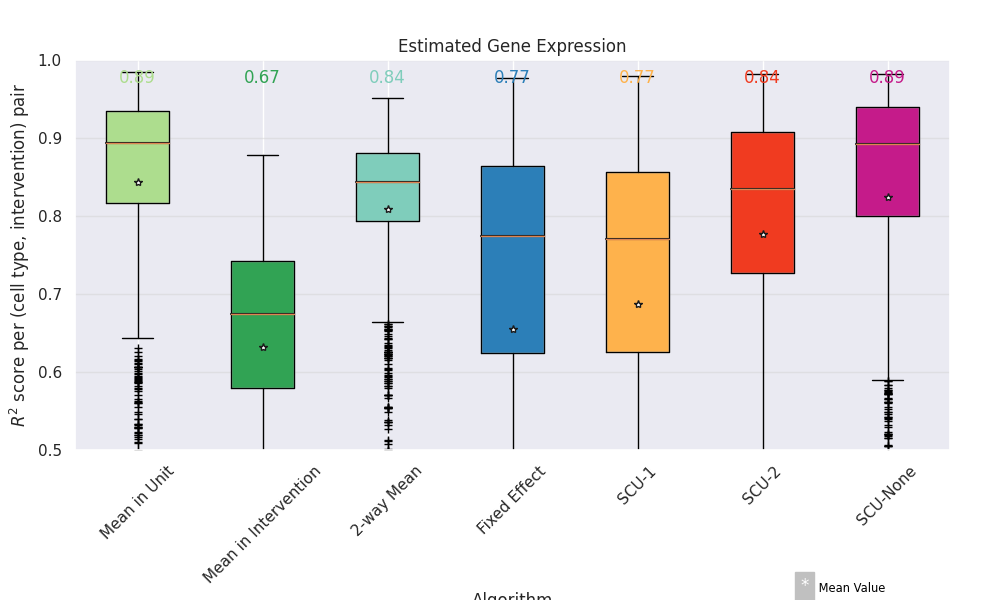 Estimated Gene Expression
R² score per (cell type, intervention) pair
1.0
0.9
0.8
0.7
0.6
0.5
0.89 0.67 0.84 0.77 0.77 0.84 0.89
Mean in Unit
Mean in Intervention
2-way Mean
Fixed Effect
SCU-1
SCU-2
SCU-None
Algorithm
* Mean Value